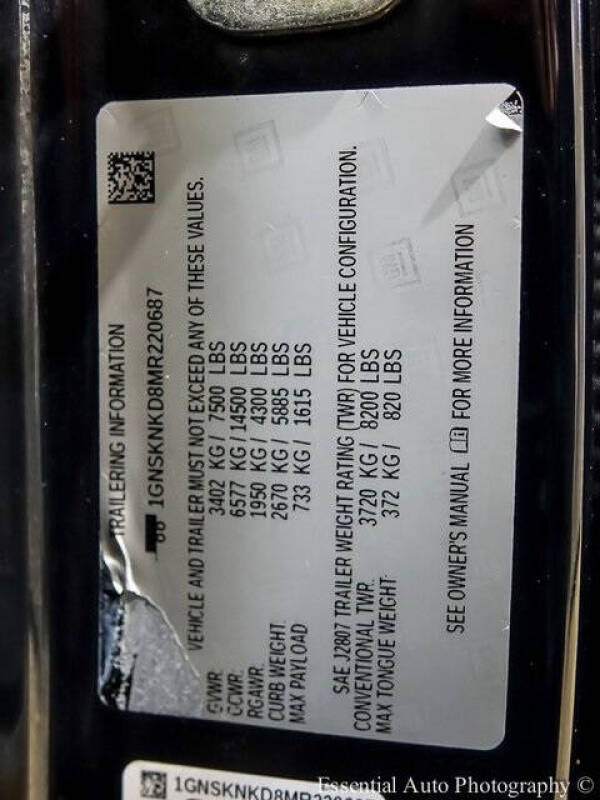 TRAILERING INFORMATION
1GNSKNKD8MR220687
VEHICLE AND TRAILER MUST NOT EXCEED ANY OF THESE VALUES.
GVWR: 3402 KG / 7500 LBS
GCWR: 6577 KG / 14500 LBS
RGAWR: 1950 KG / 4300 LBS
CURB WEIGHT: 2670 KG / 5885 LBS
MAX PAYLOAD 733 KG / 1615 LBS
SAE J2807 TRAILER WEIGHT RATING (TWR) FOR VEHICLE CONFIGURATION.
CONVENTIONAL TWR: 3720 KG / 8200 LBS
MAX TONGUE WEIGHT: 372 KG / 820 LBS
SEE OWNER'S MANUAL FOR MORE INFORMATION
Essential Auto Photography ©